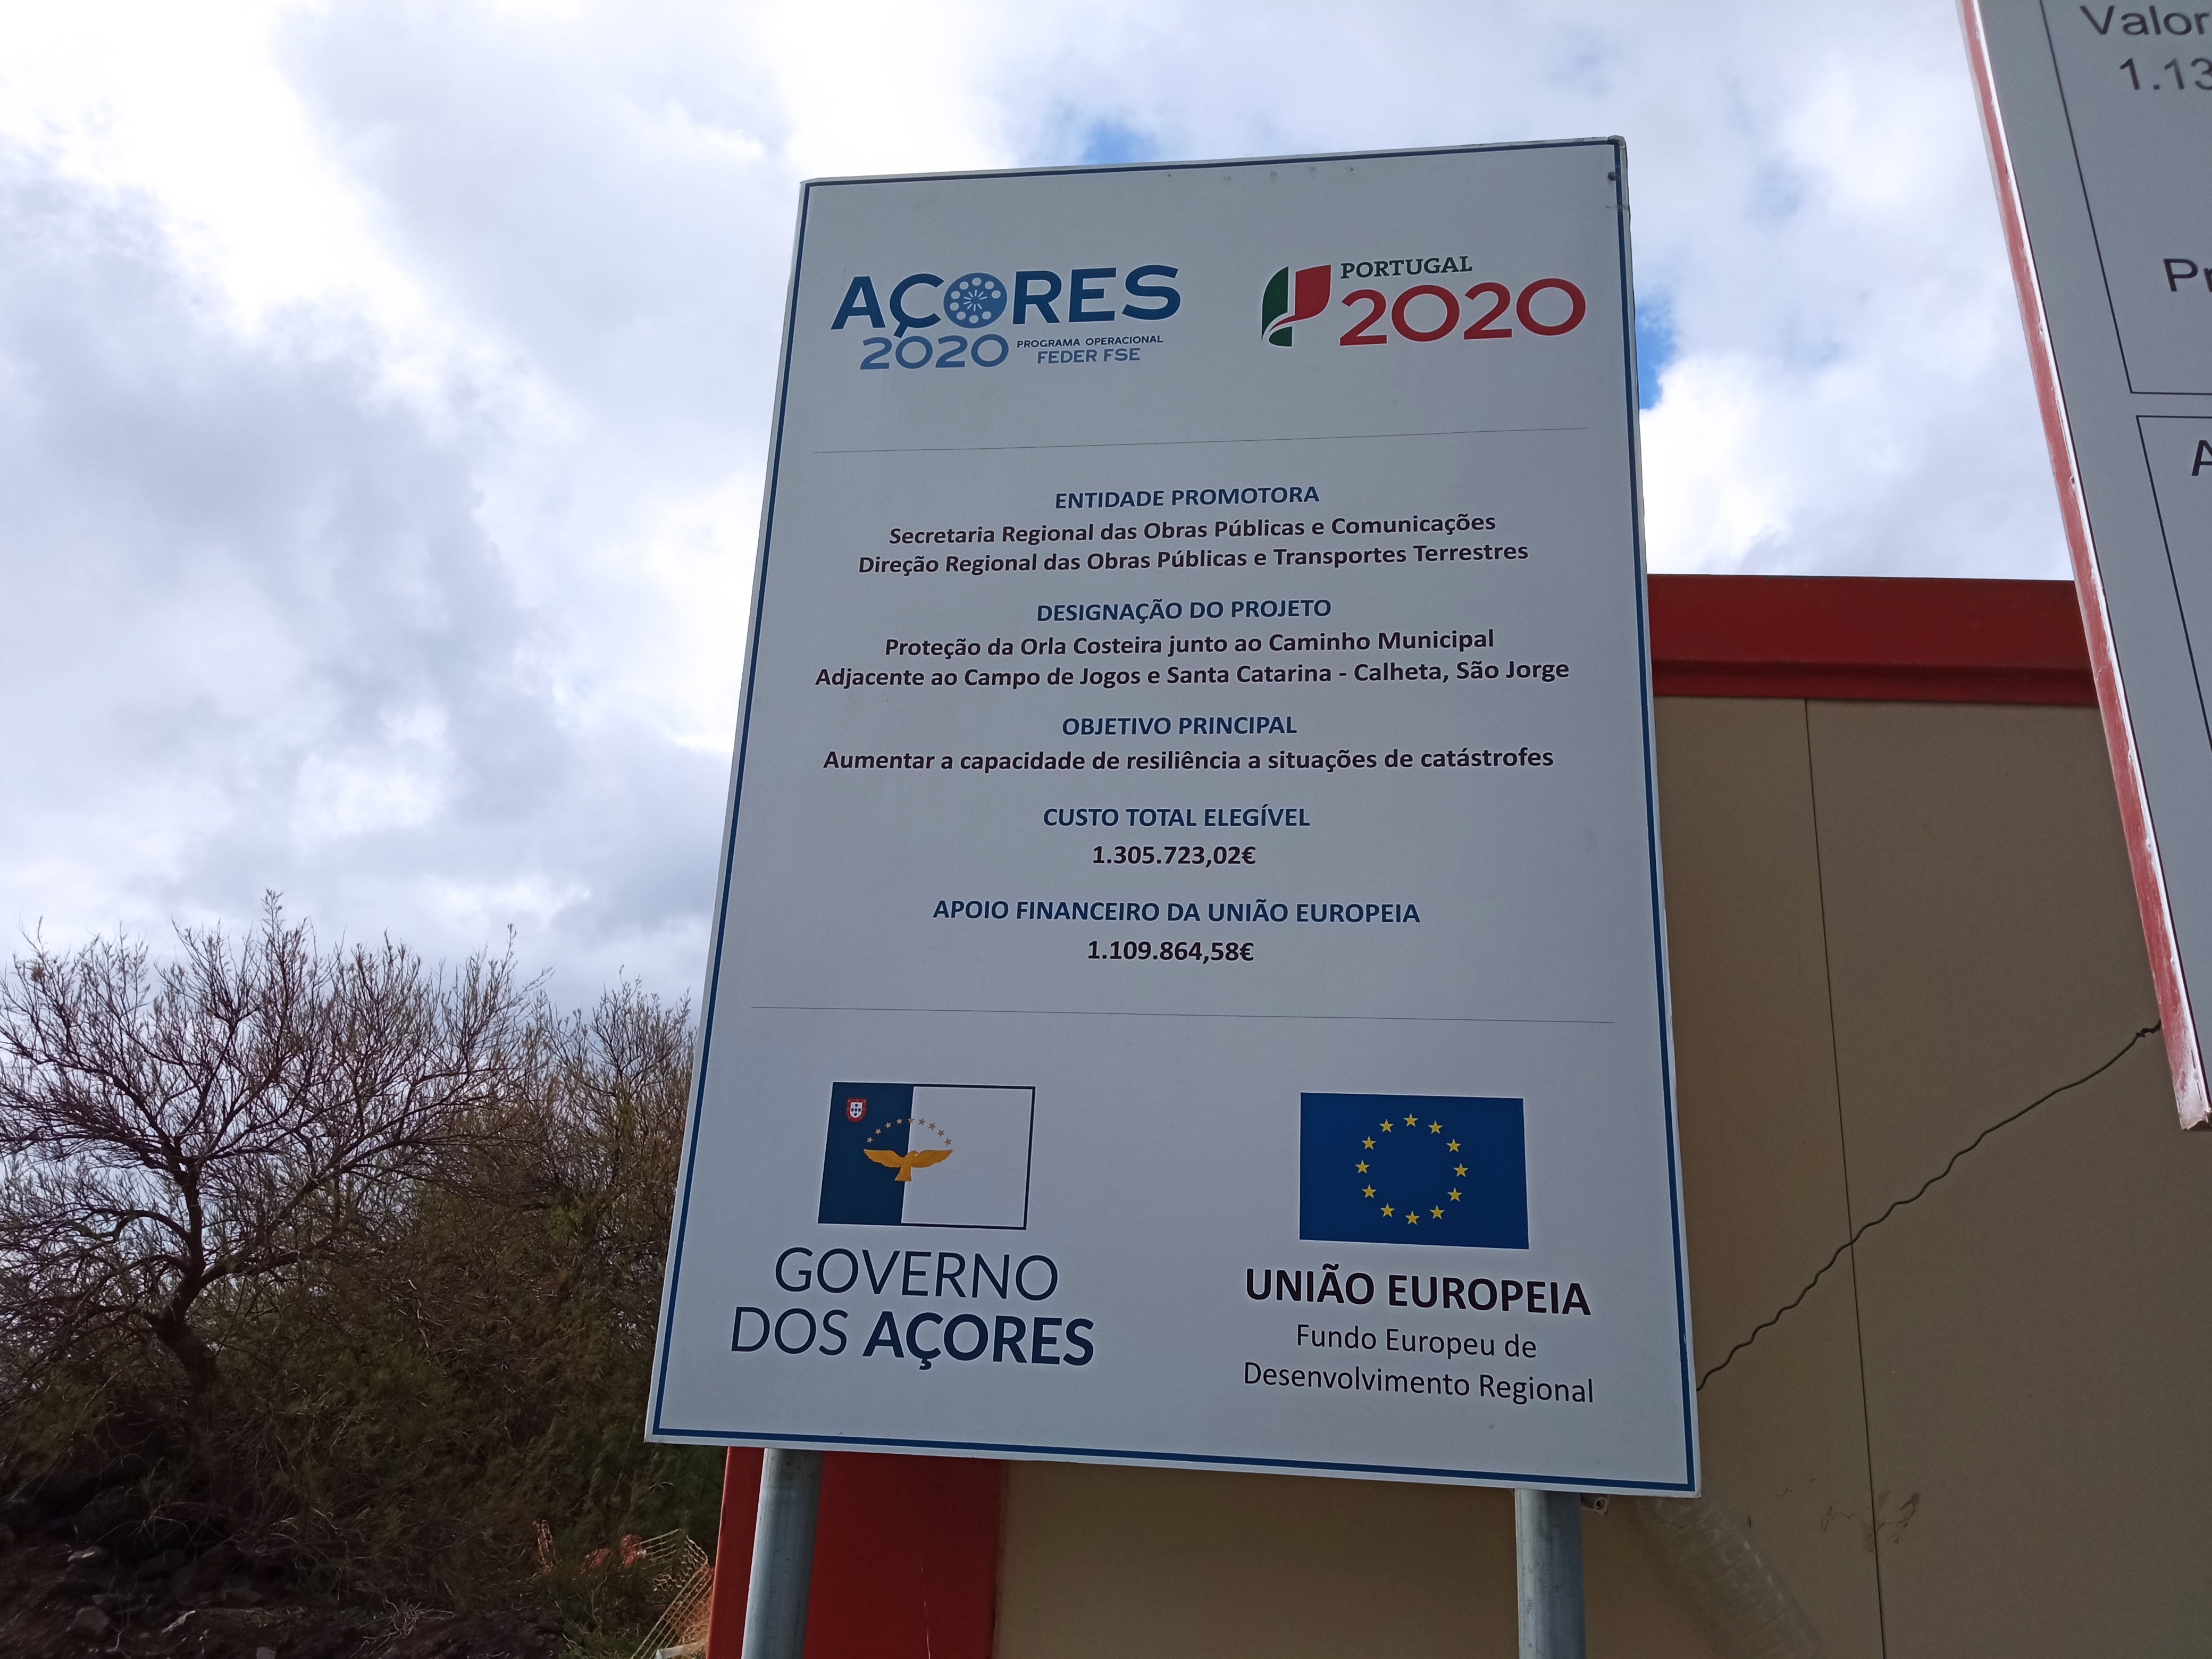 AÇORES
2020 PROGRAMA OPERACIONAL
FEDER FSE
PORTUGAL
2020
ENTIDADE PROMOTORA
Secretaria Regional das Obras Públicas e Comunicações
Direção Regional das Obras Públicas e Transportes Terrestres
DESIGNAÇÃO DO PROJETO
Proteção da Orla Costeira junto ao Caminho Municipal
Adjacente ao Campo de Jogos e Santa Catarina - Calheta, São Jorge
OBJETIVO PRINCIPAL
Aumentar a capacidade de resiliência a situações de catástrofes
CUSTO TOTAL ELEGÍVEL
1.305.723,02€
APOIO FINANCEIRO DA UNIÃO EUROPEIA
1.109.864,58€
GOVERNO
DOS AÇORES
UNIÃO EUROPEIA
Fundo Europeu de
Desenvolvimento Regional
Valor
1.13